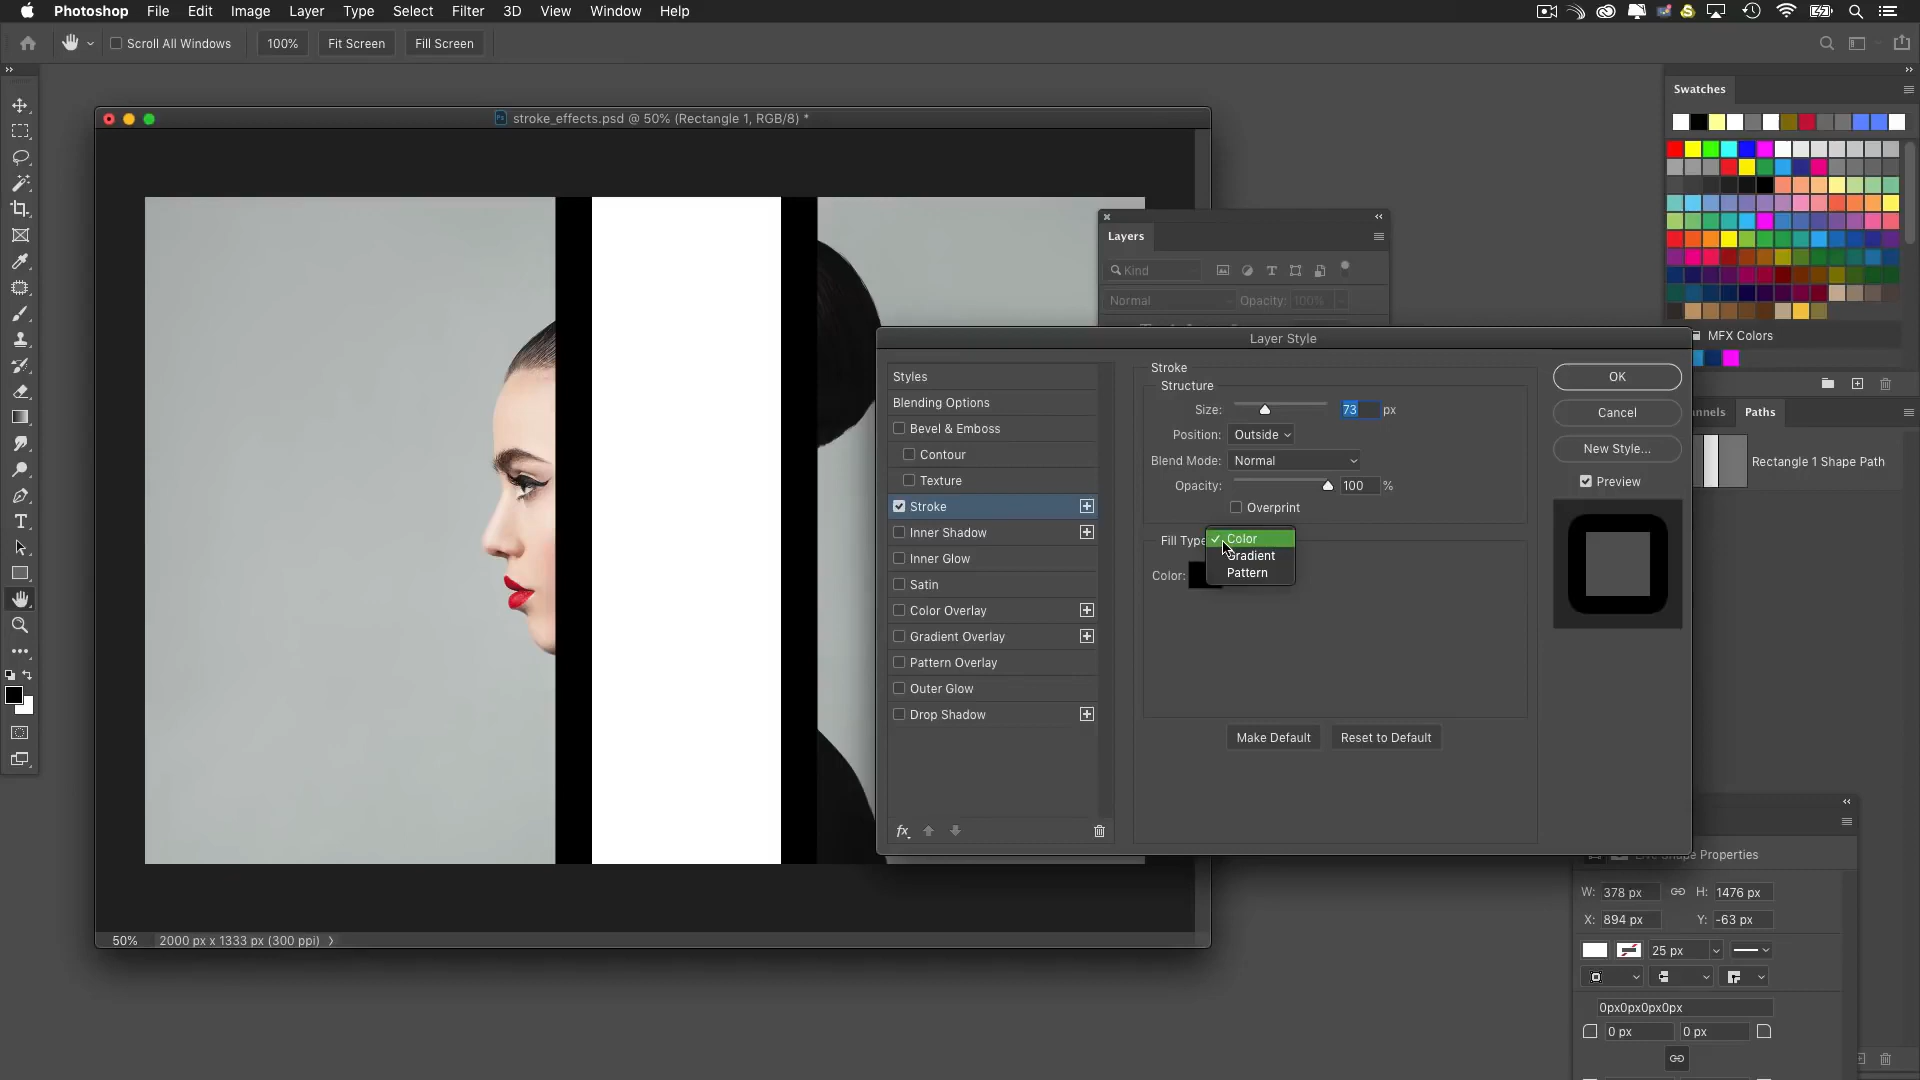 Photoshop File Edit Image Layer Type Select Filter 3D View Window Help
Scroll All Windows 100% Fit Screen Fill Screen
Swatches
stroke_effects.psd @ 50% (Rectangle 1, RGB/8) *
Layers
Kind
Normal Opacity: 100%
MFX Colors
Layer Style
Styles
Blending Options
Bevel & Emboss
Contour
Texture
Stroke
Inner Shadow
Inner Glow
Satin
Color Overlay
Gradient Overlay
Pattern Overlay
Outer Glow
Drop Shadow
fx
Stroke
Structure
Size: 73 px
Position: Outside
Blend Mode: Normal
Opacity: 100 %
Overprint
Fill Type
Color
Gradient
Pattern
Color:
Make Default Reset to Default
OK
Cancel
New Style...
Preview
Paths
Rectangle 1 Shape Path
Properties
W: 378 px H: 1476 px
X: 894 px Y: -63 px
25 px
0px0px0px0px
0 px 0 px
50% 2000 px x 1333 px (300 ppi)